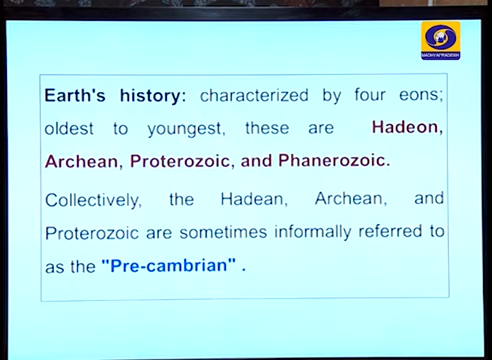 MADHYAPRADESH
Earth's history: characterized by four eons;
oldest to youngest, these are Hadeon,
Archean, Proterozoic, and Phanerozoic.
Collectively, the Hadean, Archean, and
Proterozoic are sometimes informally referred to
as the "Pre-cambrian" .